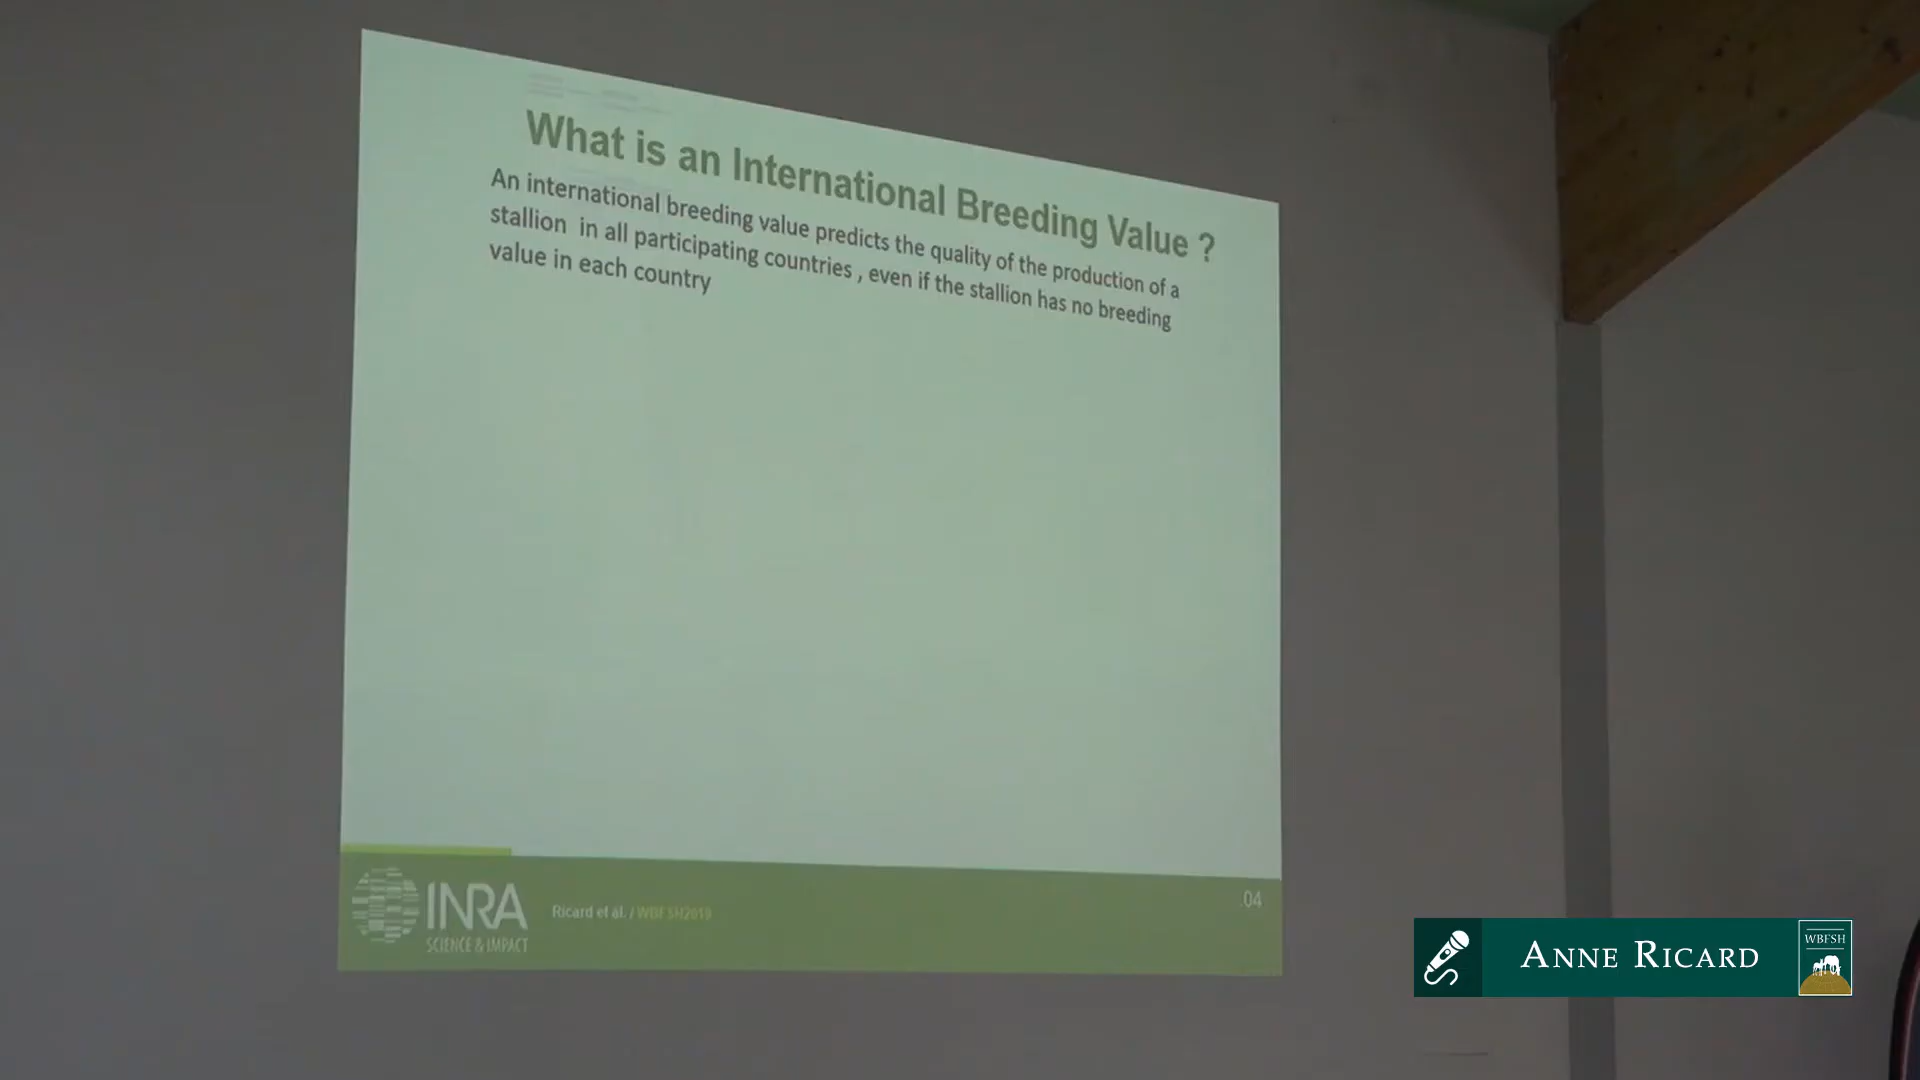 What is an International Breeding Value ?
An international breeding value predicts the quality of the production of a
stallion in all participating countries , even if the stallion has no breeding
value in each country
INRA
SCIENCE & IMPACT
Ricard et al. / WBFSH2019
.04
ANNE RICARD
WBFSH